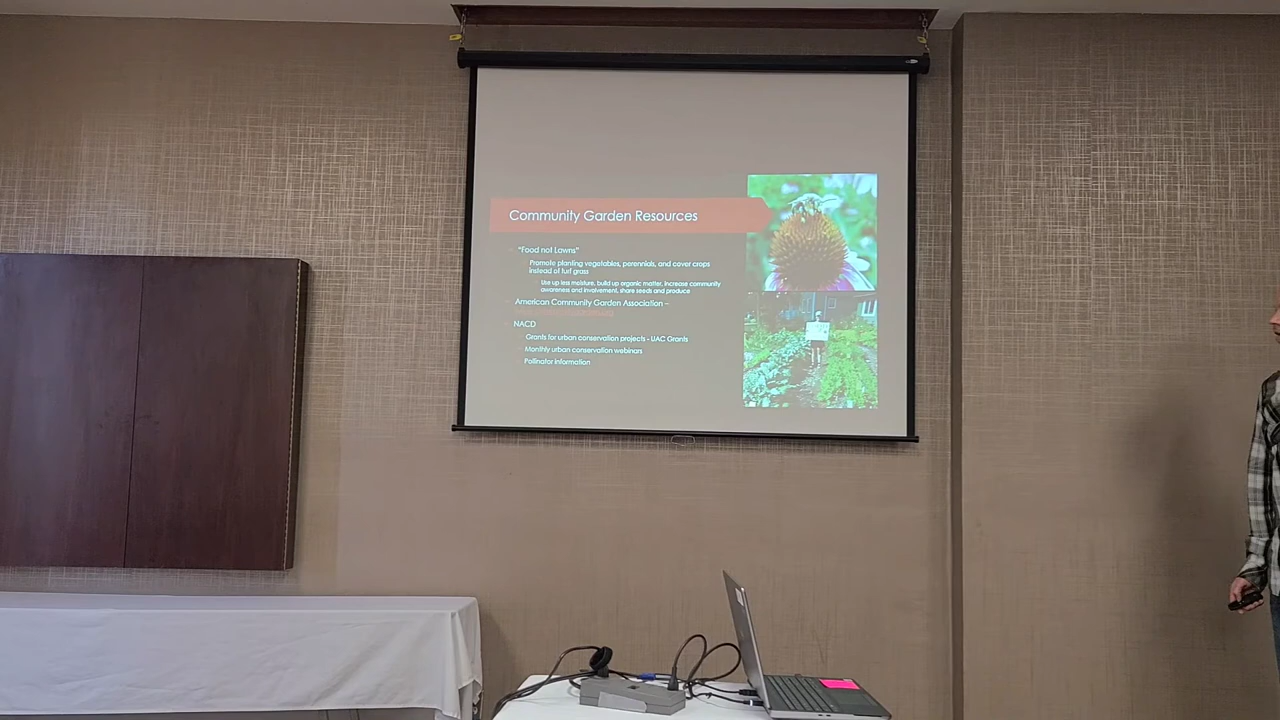 Community Garden Resources
"Food not Lawns"
Promote planting vegetables, perennials, and cover crops
instead of turf grass
Use up less moisture, build up organic matter, increase community
awareness and involvement, share seeds and produce
American Community Garden Association –
NACD
Grants for urban conservation projects - UAC Grants
Monthly urban conservation webinars
Pollinator information